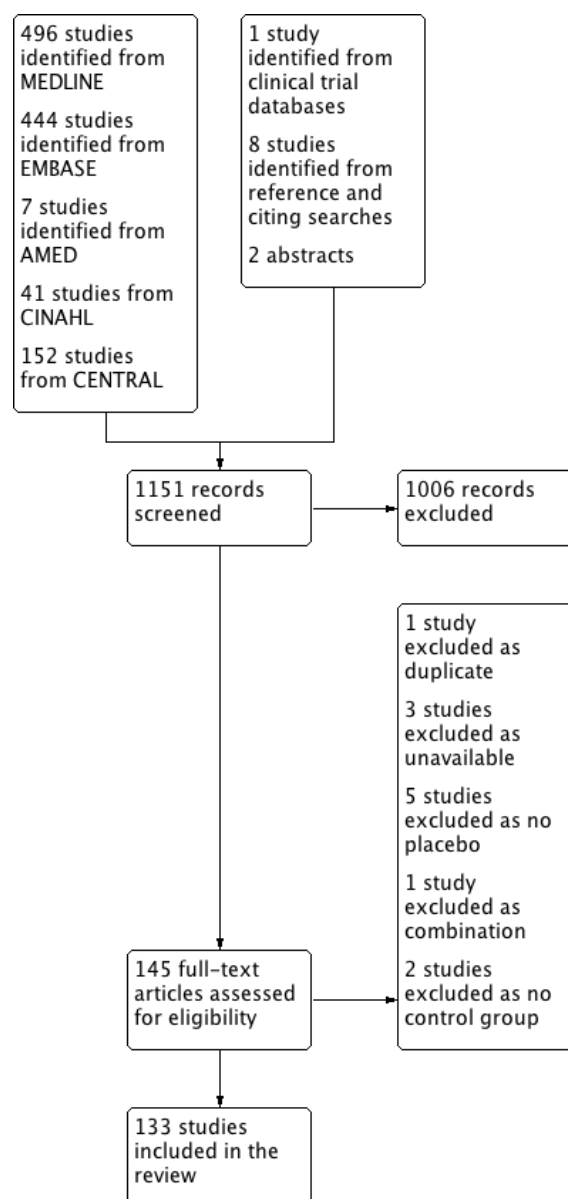 496 studies
identified from
MEDLINE
444 studies
identified from
EMBASE
7 studies
identified from
AMED
41 studies from
CINAHL
152 studies
from CENTRAL
1 study
identified from
clinical trial
databases
8 studies
identified from
reference and
citing searches
2 abstracts
1151 records
screened
1006 records
excluded
1 study
excluded as
duplicate
3 studies
excluded as
unavailable
5 studies
excluded as no
placebo
1 study
excluded as
combination
2 studies
excluded as no
control group
145 full-text
articles assessed
for eligibility
133 studies
included in the
review